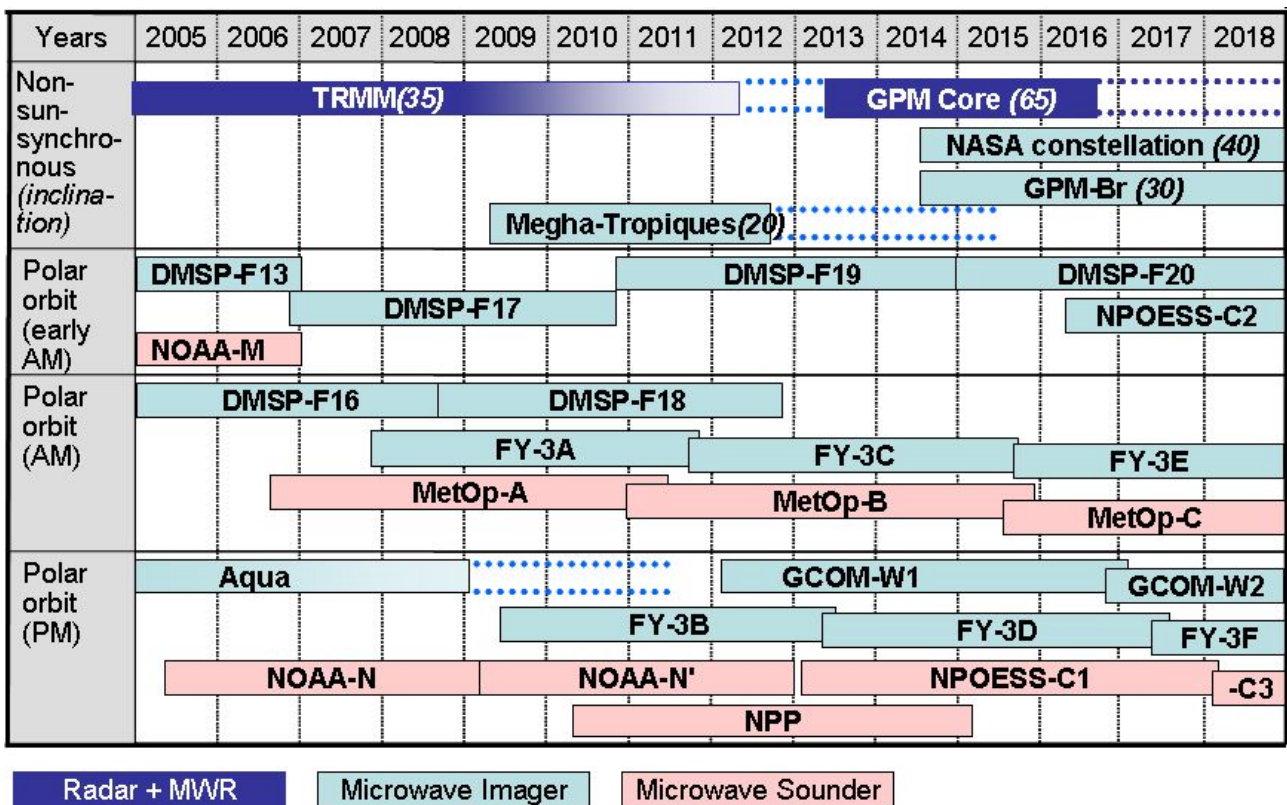 Years 2005 2006 2007 2008 2009 2010 2011 2012 2013 2014 2015 2016 2017 2018
Non-
sun-
synchro-
nous
(inclina-
tion)
TRMM(35)
GPM Core (65)
NASA constellation (40)
GPM-Br (30)
Megha-Tropiques(20)
Polar
orbit
(early
AM)
DMSP-F13
DMSP-F19
DMSP-F20
DMSP-F17
NPOESS-C2
NOAA-M
Polar
orbit
(AM)
DMSP-F16
DMSP-F18
FY-3A
FY-3C
FY-3E
MetOp-A
MetOp-B
MetOp-C
Polar
orbit
(PM)
Aqua
GCOM-W1
GCOM-W2
FY-3B
FY-3D
FY-3F
NOAA-N
NOAA-N'
NPOESS-C1
-C3
NPP
Radar + MWR
Microwave Imager
Microwave Sounder